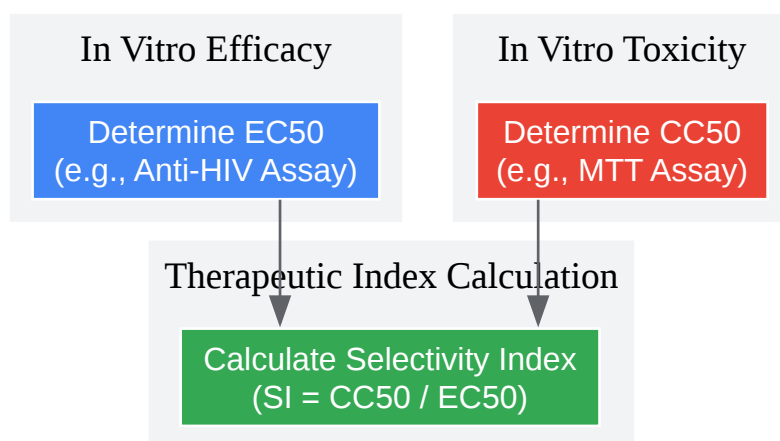 In Vitro Efficacy
Determine EC50
(e.g., Anti-HIV Assay)
In Vitro Toxicity
Determine CC50
(e.g., MTT Assay)
Therapeutic Index Calculation
Calculate Selectivity Index
(SI = CC50 / EC50)